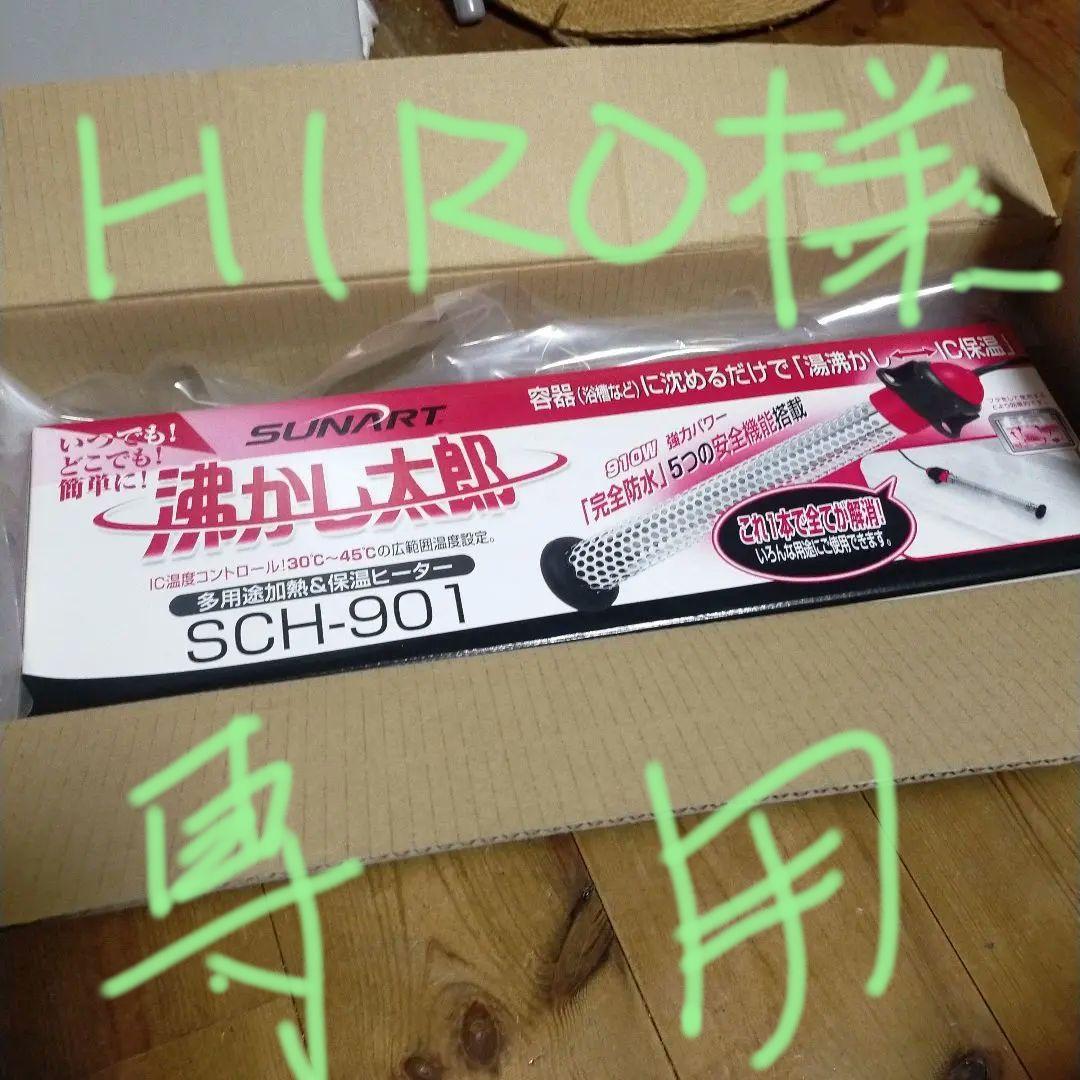 HIRO様
容器(浴槽など)に沈めるだけで「湯沸かし⟷IC保温」
いつでも!
どこでも!
簡単に!
SUNART
沸かし太郎
910W 強力パワー
「完全防水」5つの安全機能搭載
これ1本で全てが解消!
いろんな用途にご使用できます。
IC温度コントロール!30℃～45℃の広範囲温度設定。
多用途加熱&保温ヒーター
SCH-901
専用